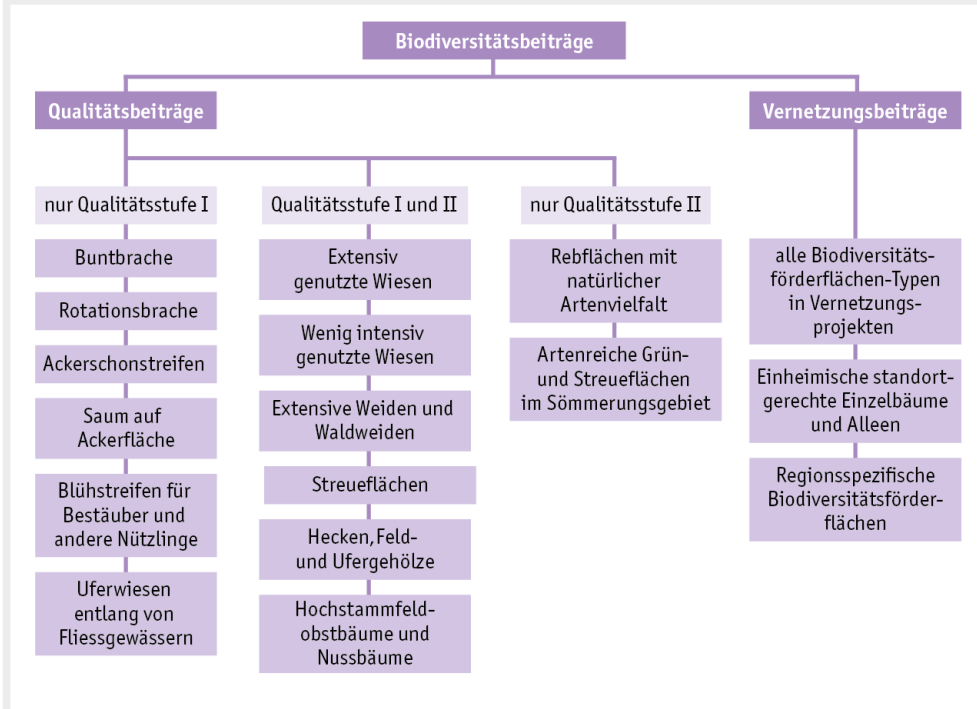 Biodiversitätsbeiträge
Qualitätsbeiträge
nur Qualitätsstufe I
Buntbrache
Rotationsbrache
Ackerschonstreifen
Saum auf
Ackerfläche
Blühstreifen für
Bestäuber und
andere Nützlinge
Uferwiesen
entlang von
Fliessgewässern
Qualitätsstufe I und II
Extensiv
genutzte Wiesen
Wenig intensiv
genutzte Wiesen
Extensive Weiden und
Waldweiden
Streueflächen
Hecken, Feld-
und Ufergehölze
Hochstammfeld-
obstbäume und
Nussbäume
nur Qualitätsstufe II
Rebflächen mit
natürlicher
Artenvielfalt
Artenreiche Grün-
und Streueflächen
im Sömmerungsgebiet
Vernetzungsbeiträge
alle Biodiversitäts-
förderflächen-Typen
in Vernetzungs-
projekten
Einheimische standort-
gerechte Einzelbäume
und Alleen
Regionsspezifische
Biodiversitätsförder-
flächen